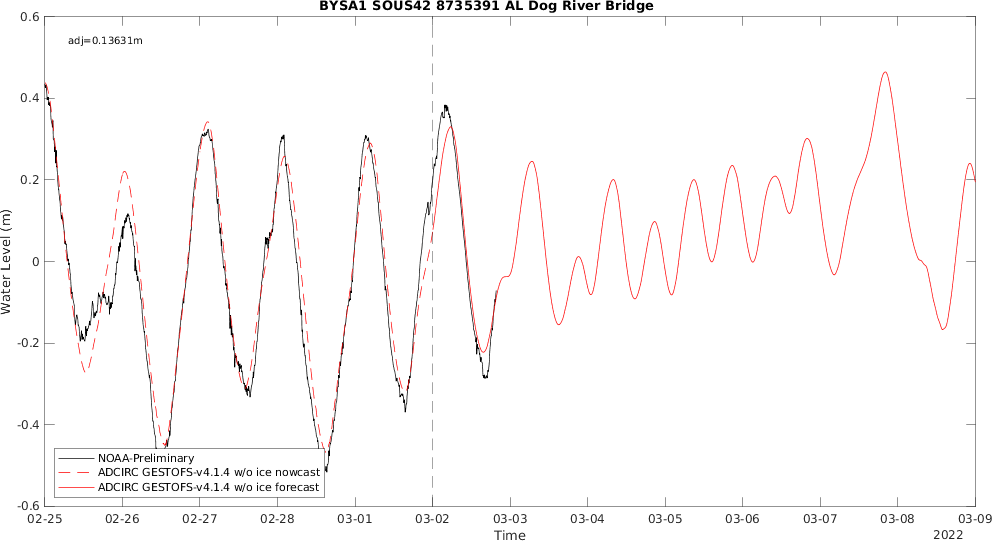 BYSA1 SOUS42 8735391 AL Dog River Bridge
adj=0.13631m
0.6
0.4
0.2
0
-0.2
-0.4
-0.6
Water Level (m)
NOAA-Preliminary
ADCIRC GESTOFS-v4.1.4 w/o ice nowcast
ADCIRC GESTOFS-v4.1.4 w/o ice forecast
02-25 02-26 02-27 02-28 03-01 03-02 03-03 03-04 03-05 03-06 03-07 03-08 03-09
Time
2022